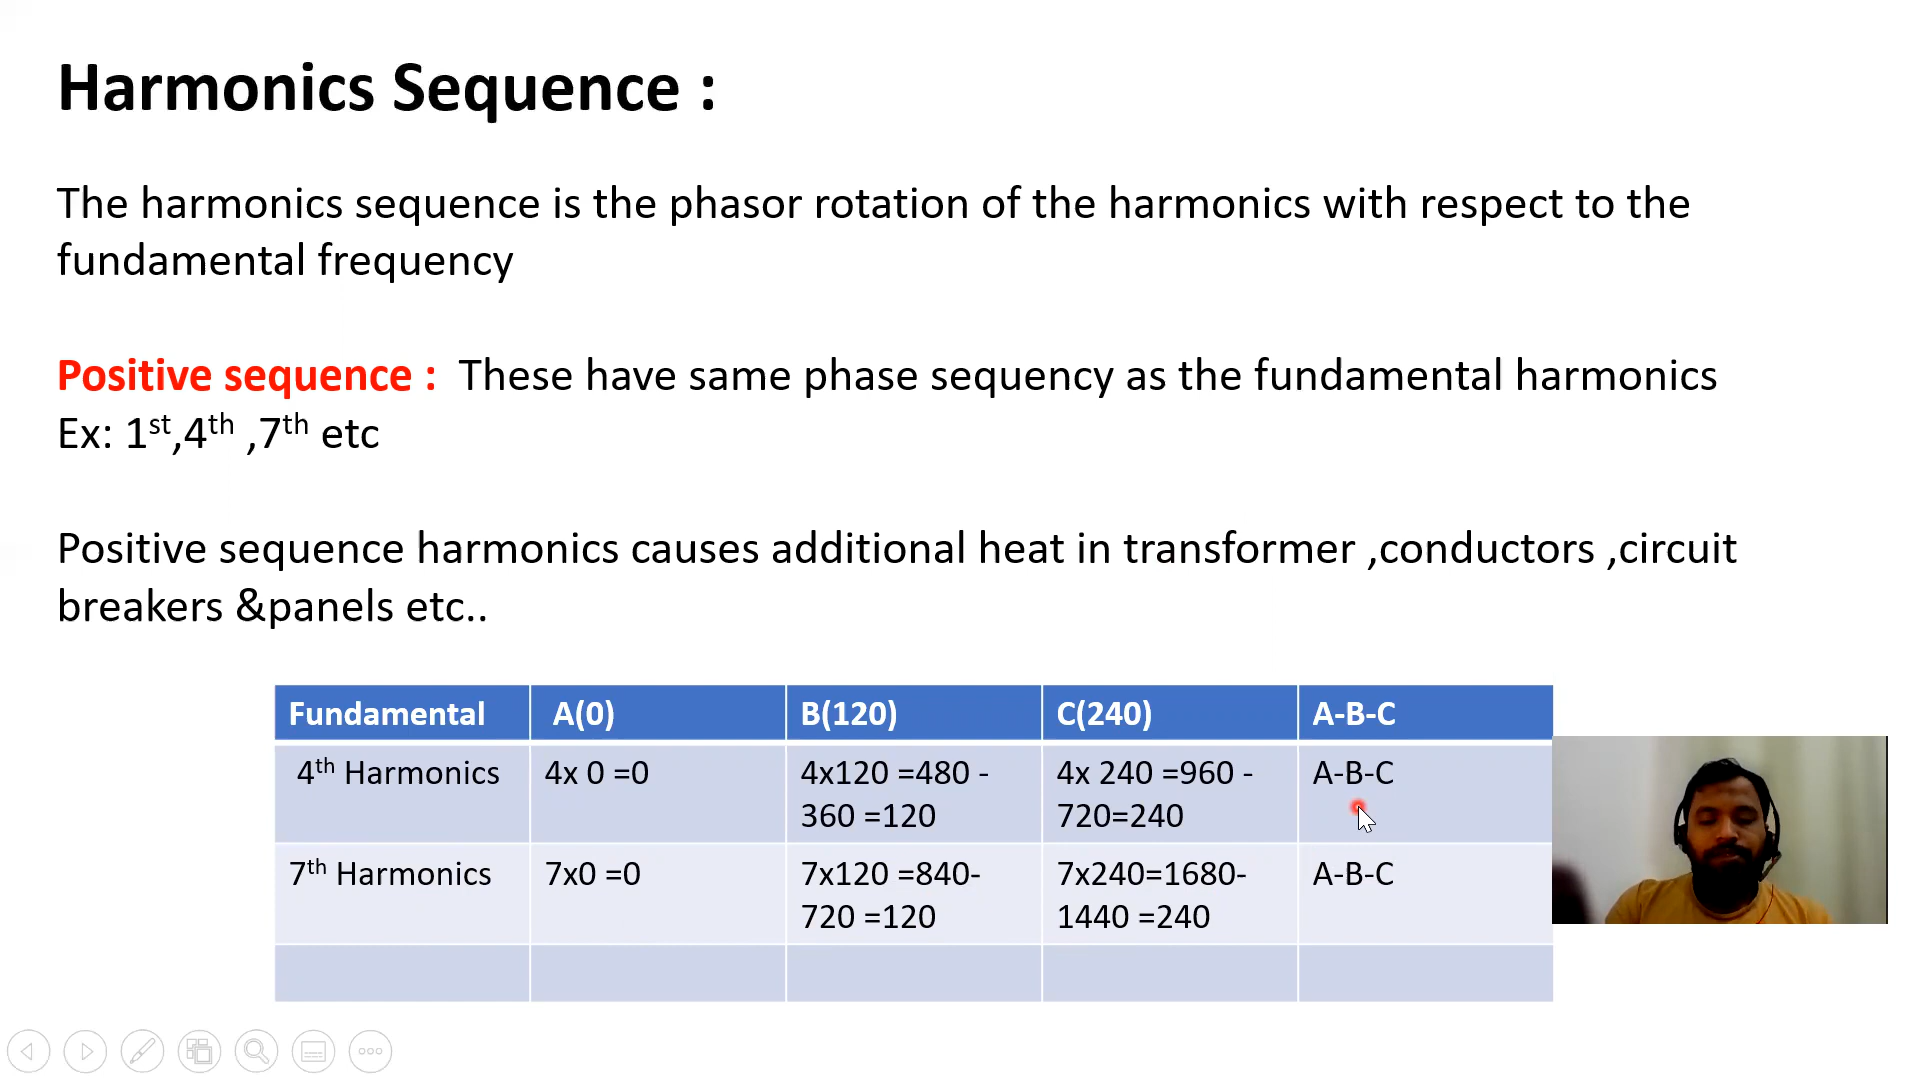 Harmonics Sequence :
The harmonics sequence is the phasor rotation of the harmonics with respect to the
fundamental frequency
Positive sequence : These have same phase sequency as the fundamental harmonics
Ex: 1st,4th ,7th etc
Positive sequence harmonics causes additional heat in transformer ,conductors ,circuit
breakers &panels etc..
Fundamental A(0) B(120) C(240) A-B-C
4th Harmonics 4x 0 =0 4x120 =480 - 4x 240 =960 - A-B-C
360 =120 720=240
7th Harmonics 7x0 =0 7x120 =840- 7x240=1680- A-B-C
720 =120 1440 =240